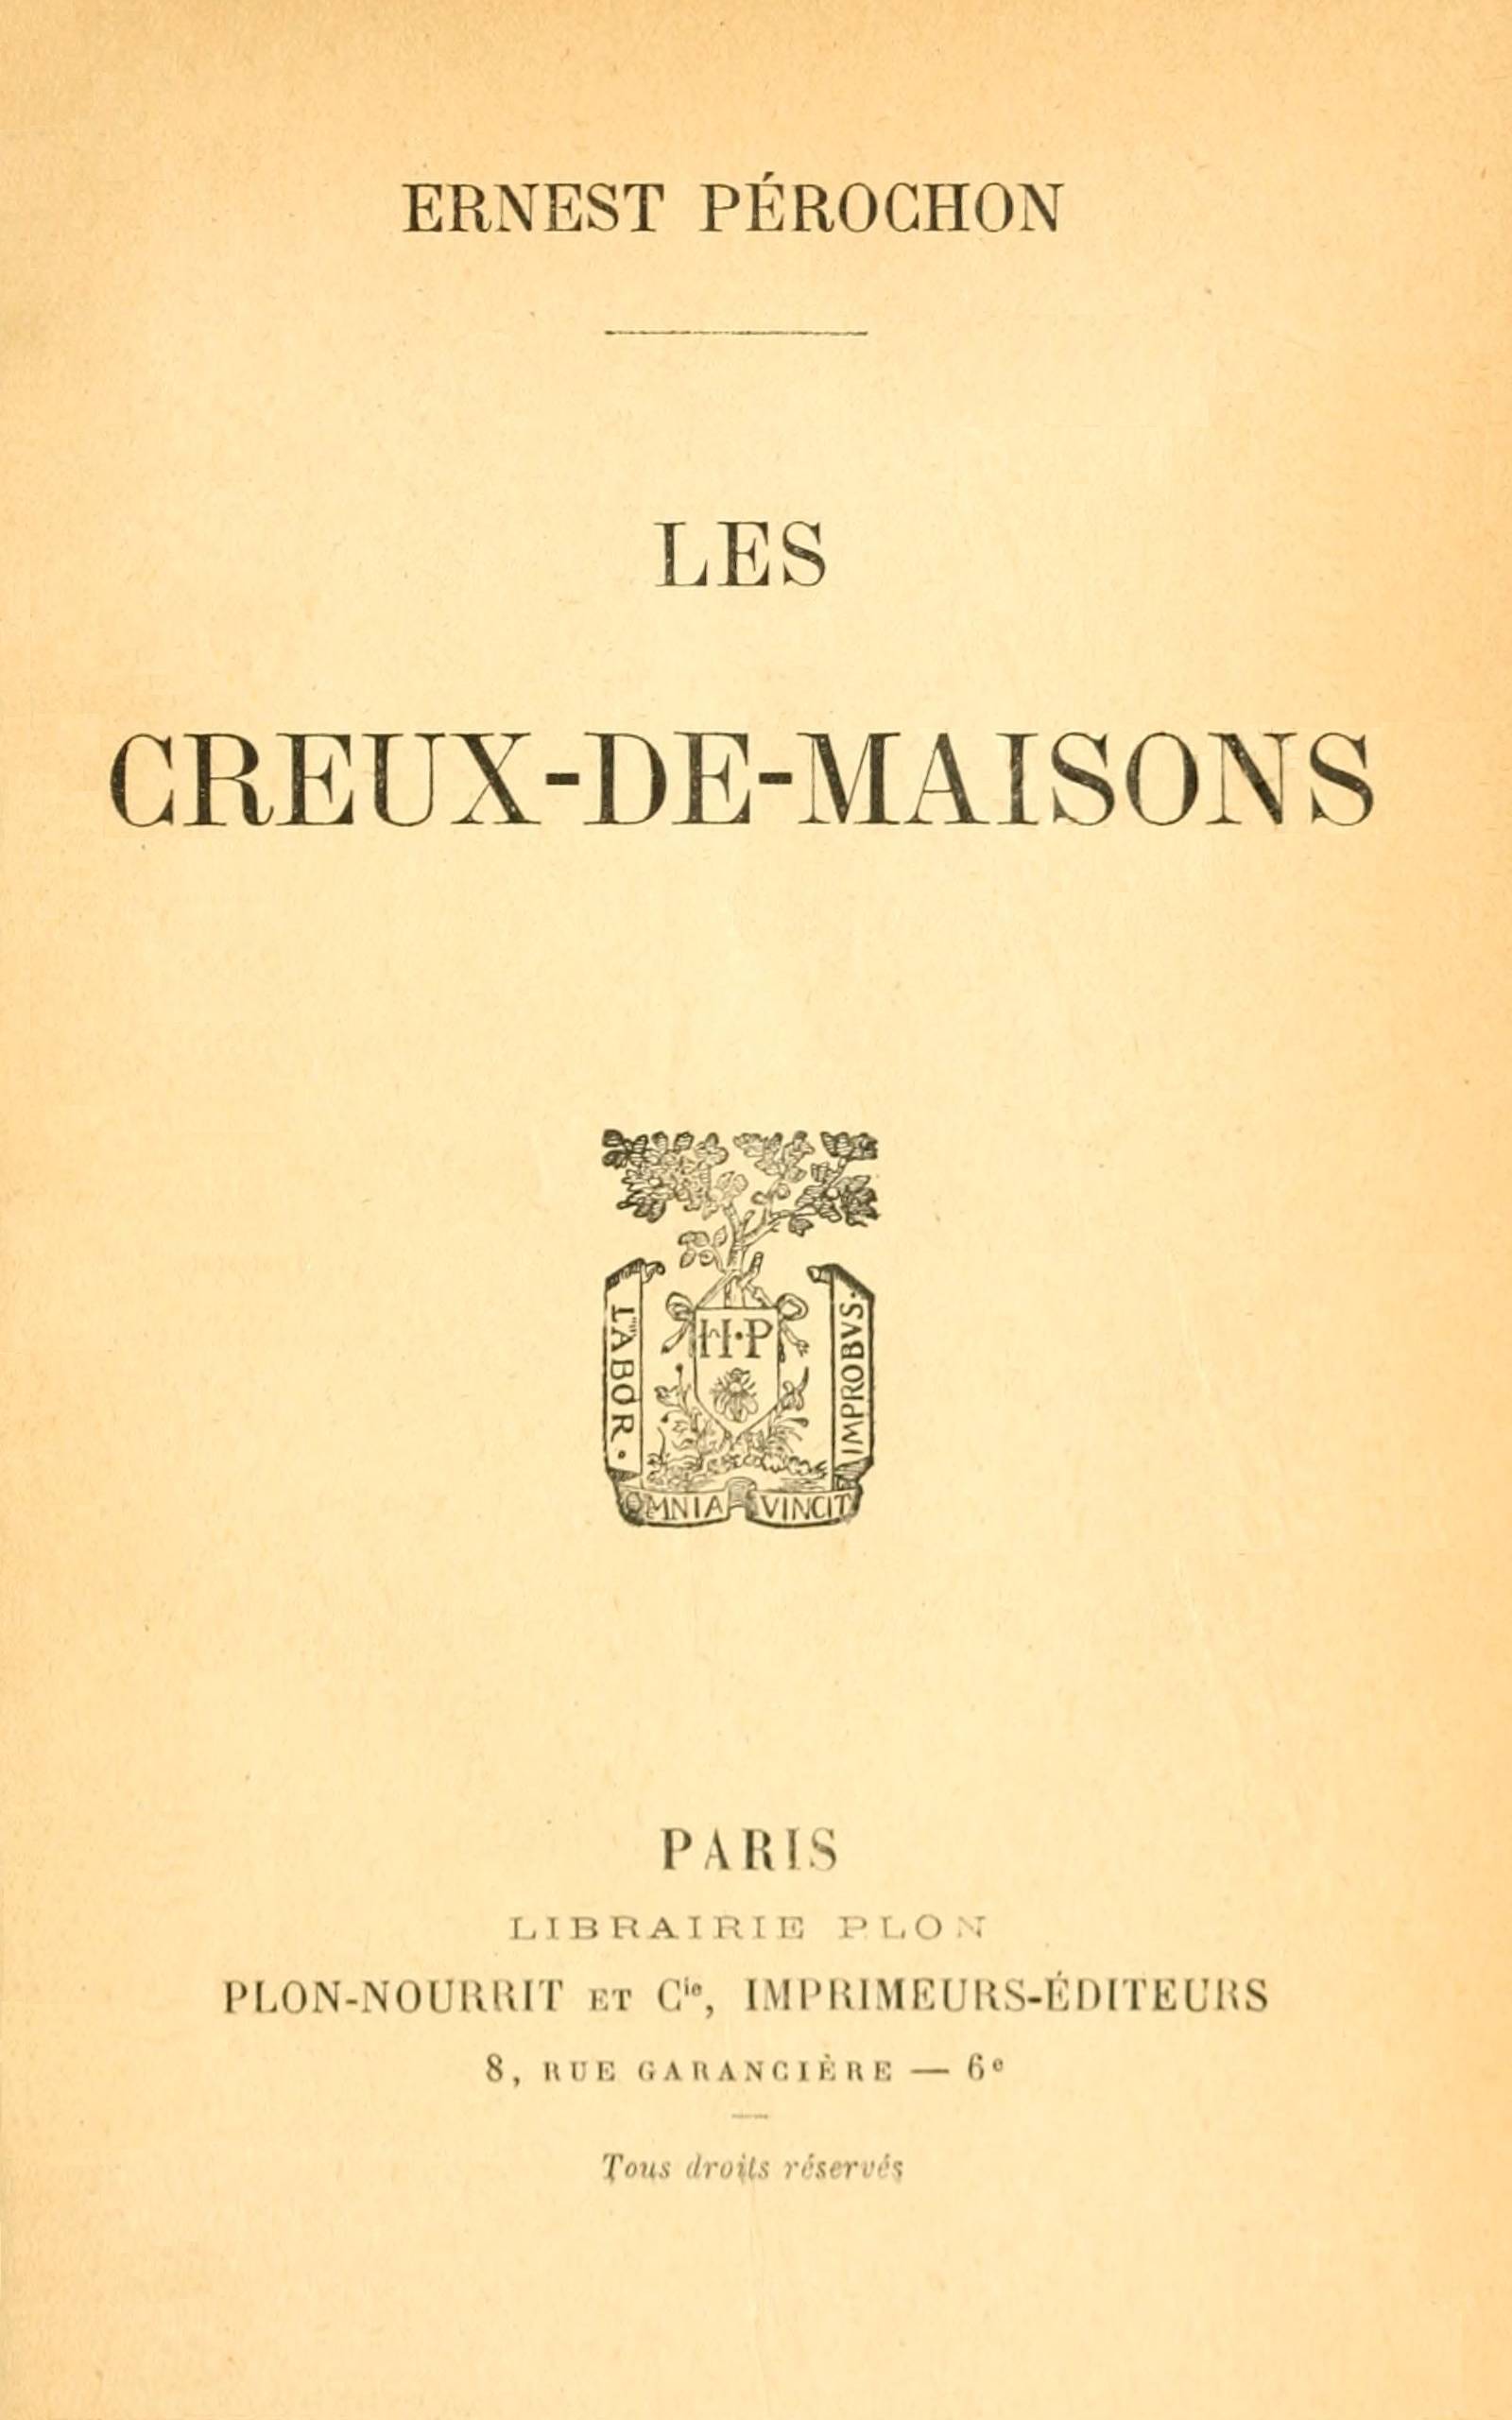 ERNEST PÉROCHON
LES
CREUX-DE-MAISONS
H·P
LABOR·
IMPROBVS·
OMNIA VINCIT
PARIS
LIBRAIRIE PLON
PLON-NOURRIT ET Cie, IMPRIMEURS-ÉDITEURS
8, RUE GARANCIÈRE — 6e
Tous droits réservés